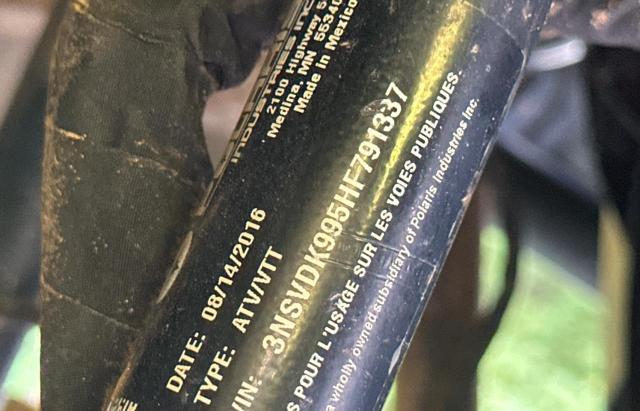 INDUSTRIES INC.
2100 Highway 5
Medina, MN 55340
Made in Mexico
DATE: 08/14/2016
TYPE: ATV/VTT
VIN: 3NSVDK995HF791337
S POUR L'USAGE SUR LES VOIES PUBLIQUES.
a wholly owned subsidiary of Polaris Industries Inc.